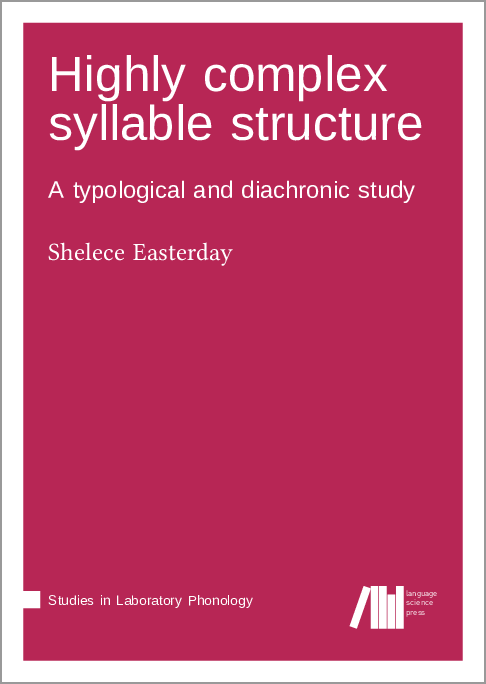 Highly complex
syllable structure
A typological and diachronic study
Shelece Easterday
Studies in Laboratory Phonology
language
science
press